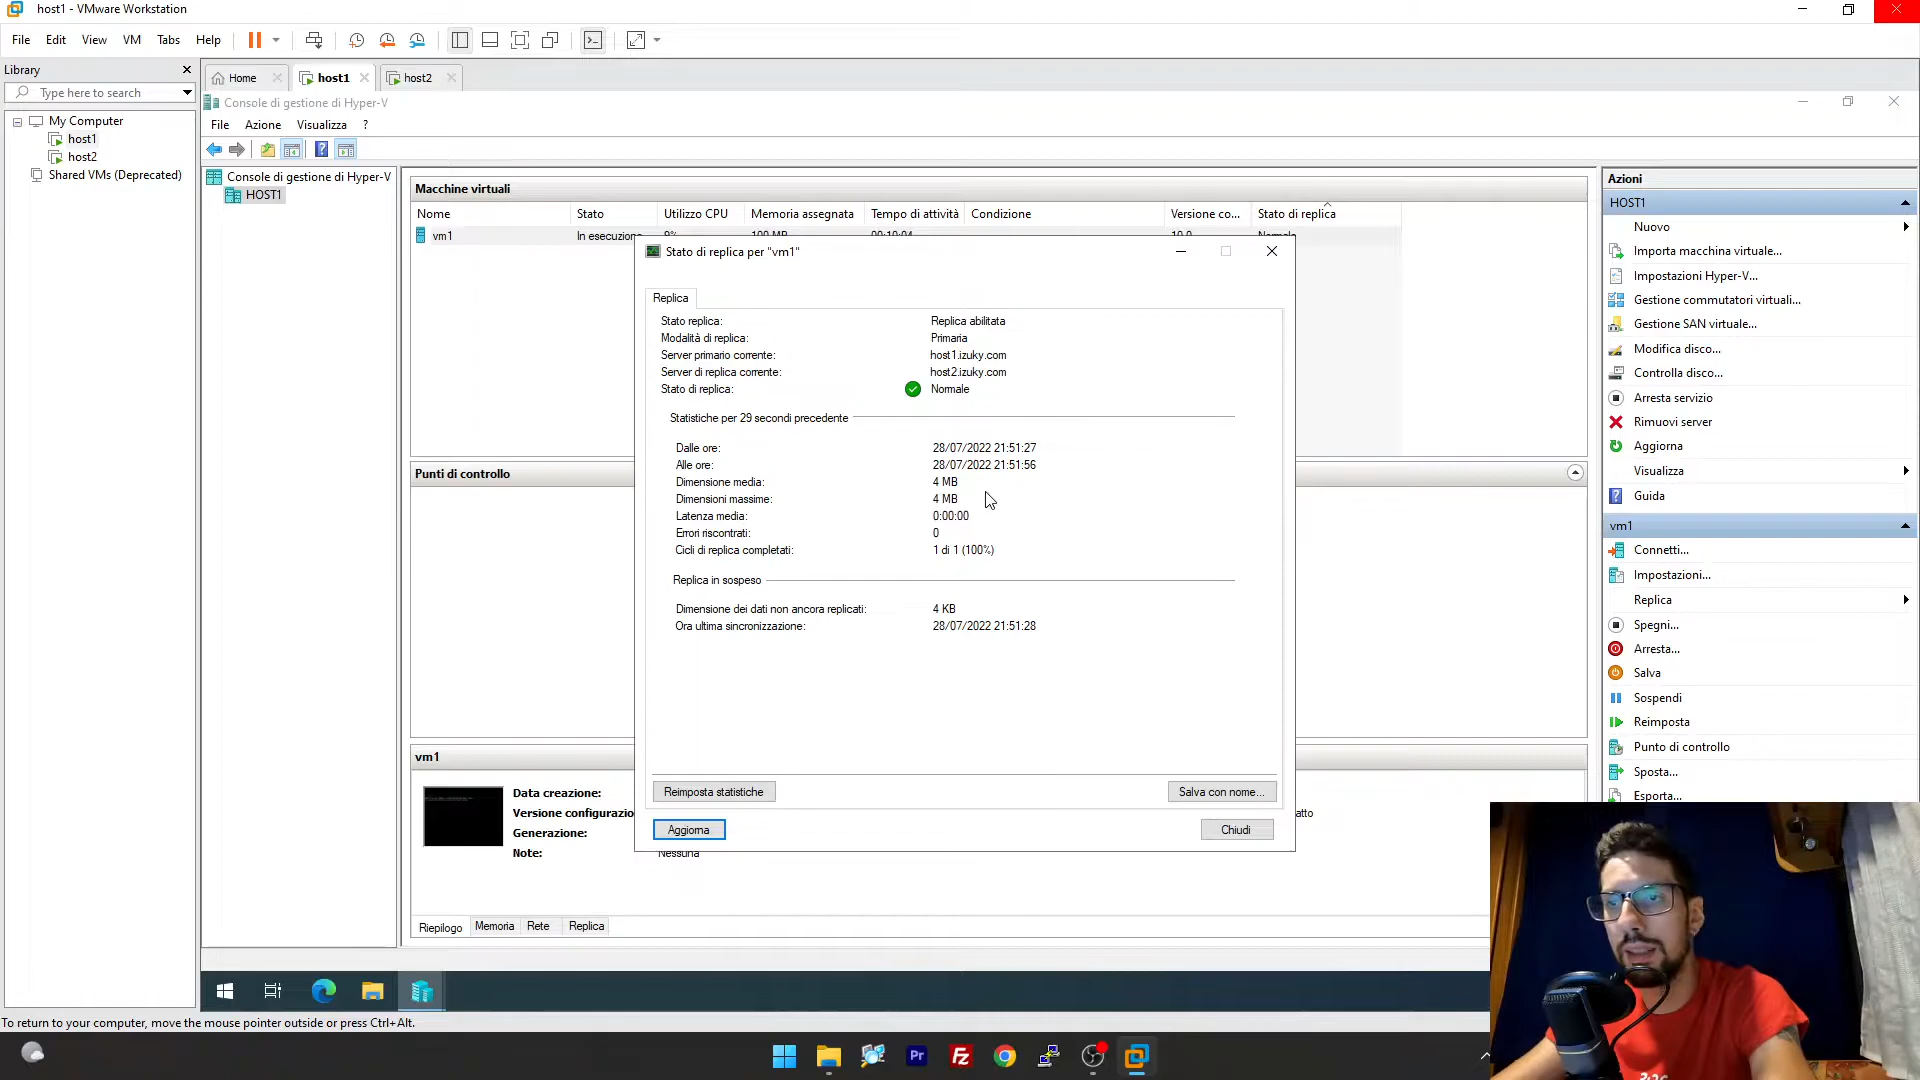 host1 - VMware Workstation
File Edit View VM Tabs Help
Library
Type here to search
My Computer
host1
host2
Shared VMs (Deprecated)
Home host1 host2
Console di gestione di Hyper-V
File Azione Visualizza ?
Console di gestione di Hyper-V
HOST1
Macchine virtuali
Nome Stato Utilizzo CPU Memoria assegnata Tempo di attività Condizione Versione co... Stato di replica
vm1 In esecuzione 0% 100 MB 00:10:04 10.0 Normale
Stato di replica per "vm1"
Replica
Stato replica: Replica abilitata
Modalità di replica: Primaria
Server primario corrente: host1.izuky.com
Server di replica corrente: host2.izuky.com
Stato di replica: Normale
Statistiche per 29 secondi precedente
Dalle ore: 28/07/2022 21:51:27
Alle ore: 28/07/2022 21:51:56
Dimensione media: 4 MB
Dimensioni massime: 4 MB
Latenza media: 0:00:00
Errori riscontrati: 0
Cicli di replica completati: 1 di 1 (100%)
Replica in sospeso
Dimensione dei dati non ancora replicati: 4 KB
Ora ultima sincronizzazione: 28/07/2022 21:51:28
Reimposta statistiche Salva con nome...
Aggiorna Chiudi
Punti di controllo
vm1
Data creazione:
Versione configurazio
atto
Generazione:
Note: Nessuna
Riepilogo Memoria Rete Replica
Azioni
HOST1
Nuovo
Importa macchina virtuale...
Impostazioni Hyper-V...
Gestione commutatori virtuali...
Gestione SAN virtuale...
Modifica disco...
Controlla disco...
Arresta servizio
Rimuovi server
Aggiorna
Visualizza
Guida
vm1
Connetti...
Impostazioni...
Replica
Spegni...
Arresta...
Salva
Sospendi
Reimposta
Punto di controllo
Sposta...
Esporta...
To return to your computer, move the mouse pointer outside or press Ctrl+Alt.
Pr
Fz